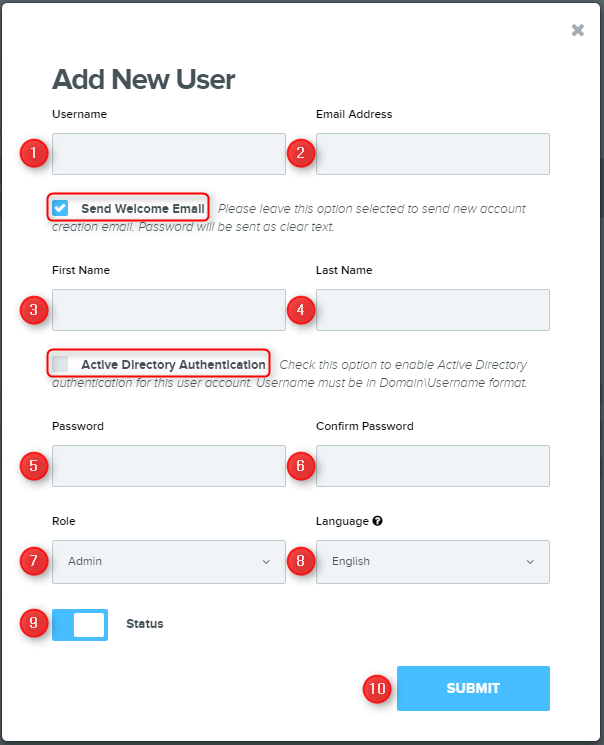 Add New User
Username Email Address
1 2
Send Welcome Email Please leave this option selected to send new account
creation email. Password will be sent as clear text.
First Name Last Name
3 4
Active Directory Authentication Check this option to enable Active Directory
authentication for this user account. Username must be in Domain\Username format.
Password Confirm Password
5 6
Role Language ?
7 Admin 8 English
9 Status
10 SUBMIT